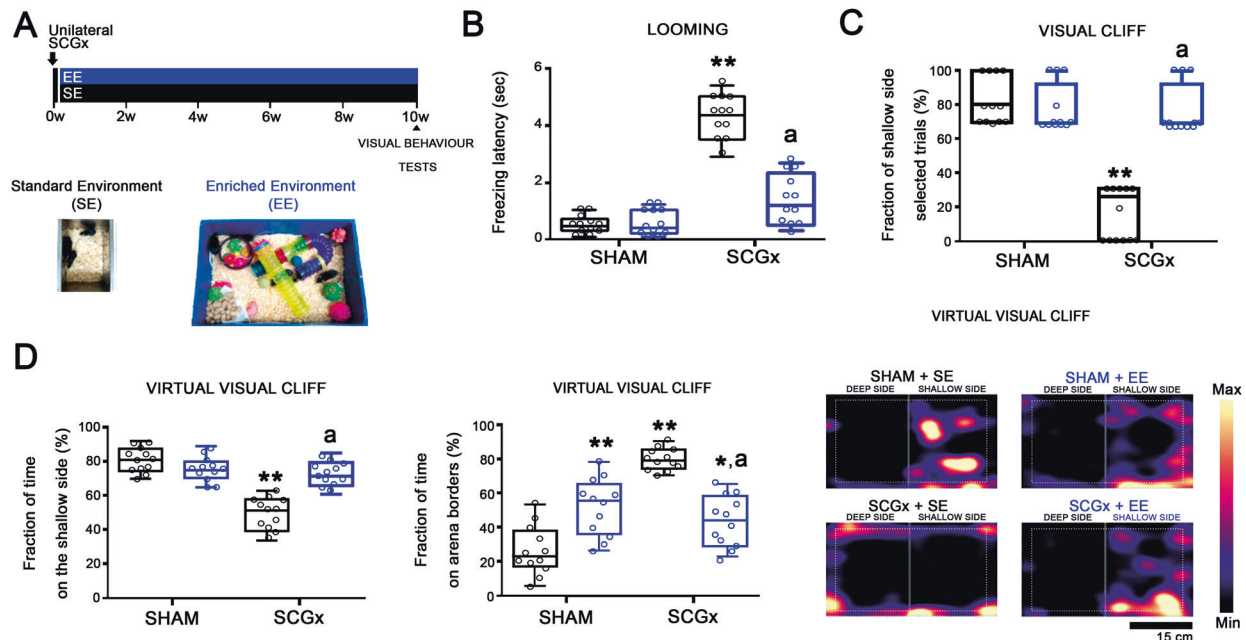 A
Unilateral
SCGx
EE
SE
0w 2w 4w 6w 8w 10w
VISUAL BEHAVIOUR
TESTS
Standard Environment
(SE)
Enriched Environment
(EE)
B
LOOMING
Freezing latency (sec)
6
4
2
0
**
a
SHAM SCGx
C
VISUAL CLIFF
Fraction of shallow side
selected trials (%)
100
80
60
40
20
0
**
a
SHAM SCGx
D
VIRTUAL VISUAL CLIFF
Fraction of time
on the shallow side (%)
100
80
60
40
20
0
**
a
SHAM SCGx
VIRTUAL VISUAL CLIFF
Fraction of time
on arena borders (%)
100
80
60
40
20
0
**
**
*,a
SHAM SCGx
VIRTUAL VISUAL CLIFF
SHAM + SE
DEEP SIDE SHALLOW SIDE
SHAM + EE
DEEP SIDE SHALLOW SIDE
SCGx + SE
DEEP SIDE SHALLOW SIDE
SCGx + EE
DEEP SIDE SHALLOW SIDE
Max
Min
15 cm